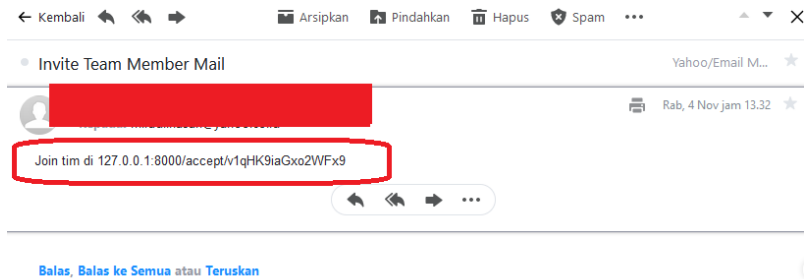 Kembali Arsipkan Pindahkan Hapus Spam
Invite Team Member Mail Yahoo/Email M...
Rab, 4 Nov jam 13.32
Join tim di 127.0.0.1:8000/accept/v1qHK9iaGxo2WFx9
Balas, Balas ke Semua atau Teruskan